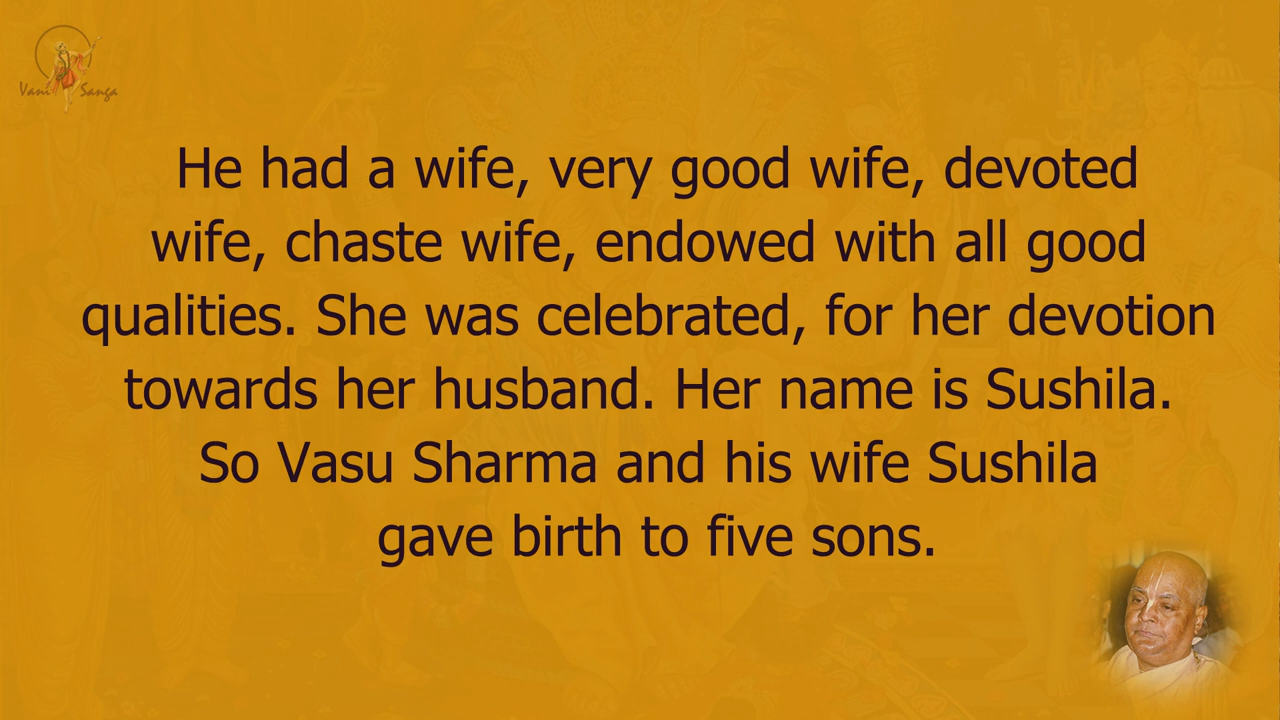 Vani Sanga
He had a wife, very good wife, devoted
wife, chaste wife, endowed with all good
qualities. She was celebrated, for her devotion
towards her husband. Her name is Sushila.
So Vasu Sharma and his wife Sushila
gave birth to five sons.